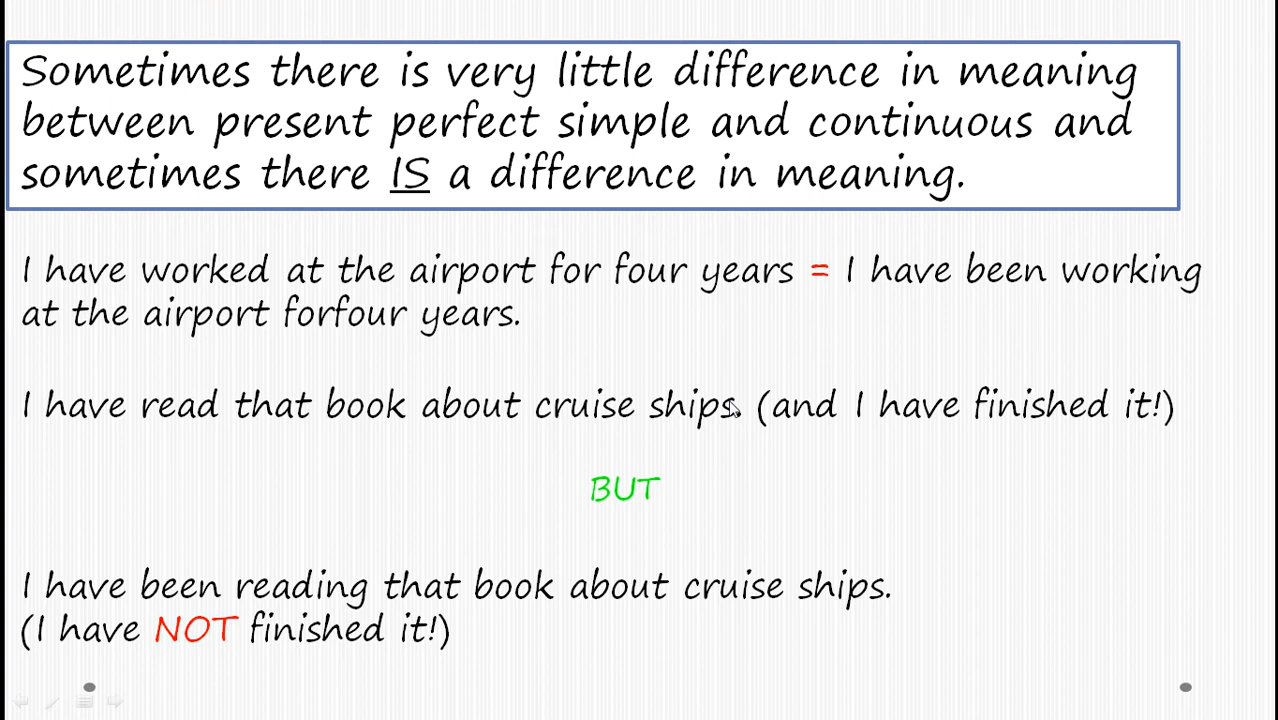 Sometimes there is very little difference in meaning
between present perfect simple and continuous and
sometimes there IS a difference in meaning.
I have worked at the airport for four years = I have been working
at the airport forfour years.
I have read that book about cruise ships. (and I have finished it!)
BUT
I have been reading that book about cruise ships.
(I have NOT finished it!)